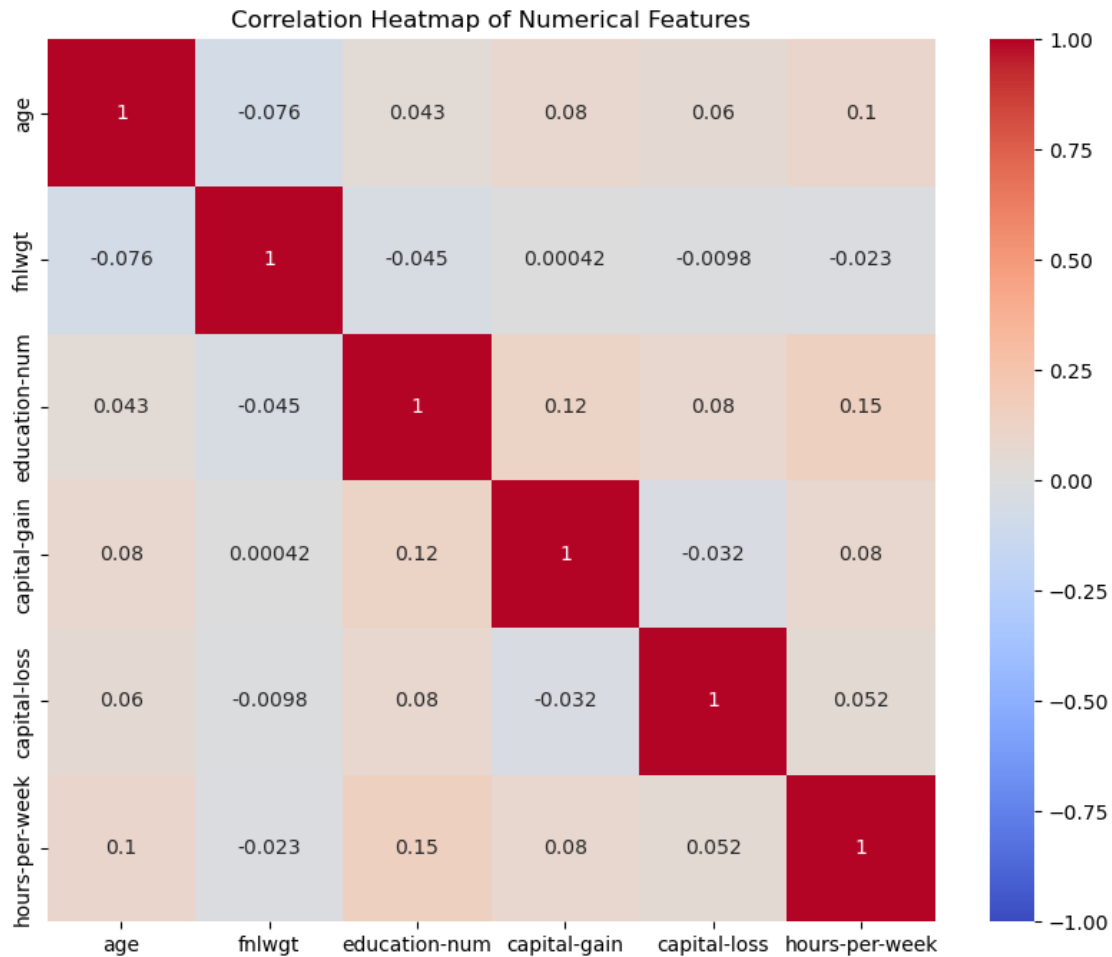 Correlation Heatmap of Numerical Features
age 1 -0.076 0.043 0.08 0.06 0.1
fnlwgt -0.076 1 -0.045 0.00042 -0.0098 -0.023
education-num 0.043 -0.045 1 0.12 0.08 0.15
capital-gain 0.08 0.00042 0.12 1 -0.032 0.08
capital-loss 0.06 -0.0098 0.08 -0.032 1 0.052
hours-per-week 0.1 -0.023 0.15 0.08 0.052 1
age fnlwgt education-num capital-gain capital-loss hours-per-week
1.00
0.75
0.50
0.25
0.00
−0.25
−0.50
−0.75
−1.00